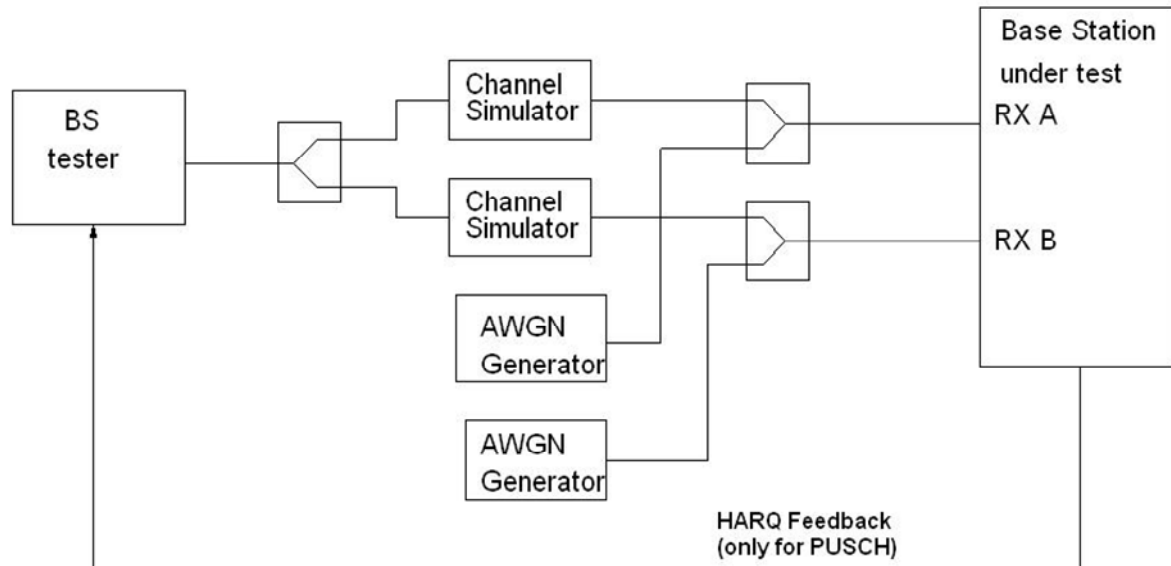 BS
tester
Channel
Simulator
Channel
Simulator
AWGN
Generator
AWGN
Generator
Base Station
under test
RX A
RX B
HARQ Feedback
(only for PUSCH)